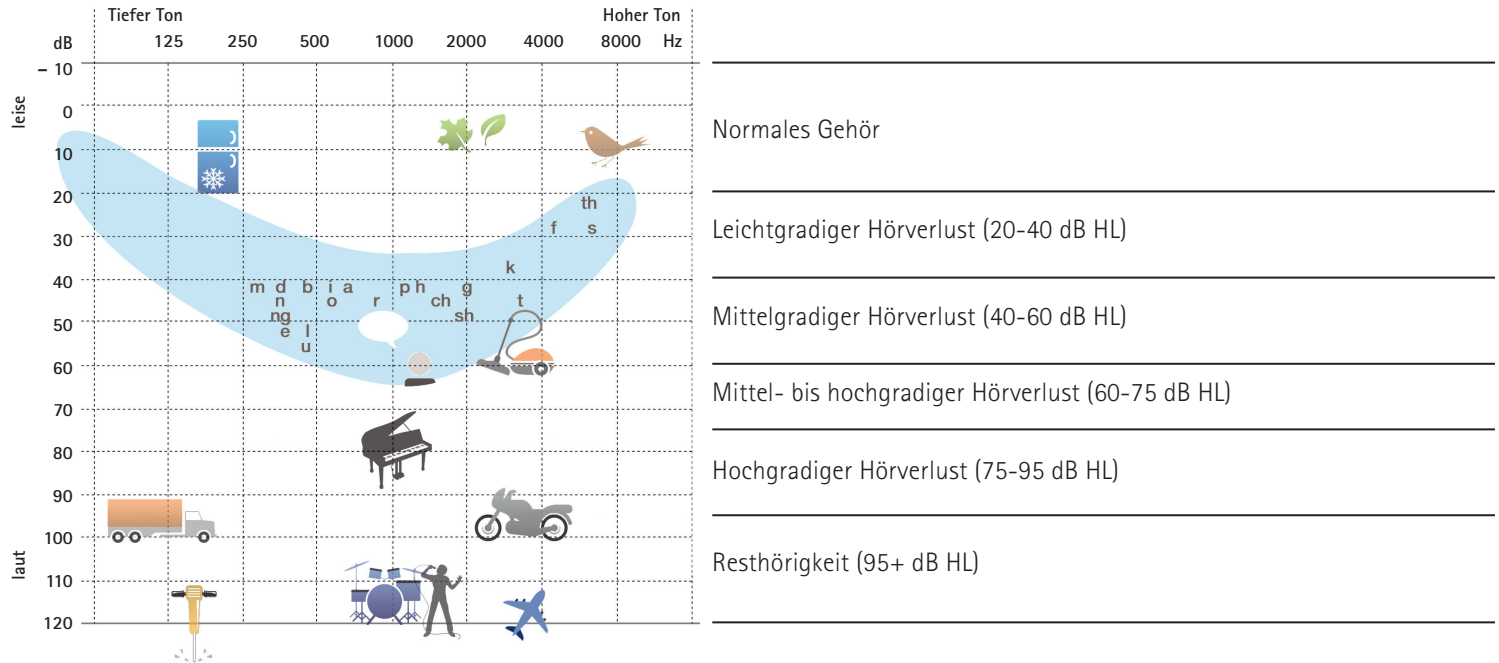 Tiefer Ton Hoher Ton
dB 125 250 500 1000 2000 4000 8000 Hz
– 10
leise
0
Normales Gehör
10
20
th
f s
Leichtgradiger Hörverlust (20-40 dB HL)
30
k
40
m d b i a p h g
n o r ch t
ng sh
Mittelgradiger Hörverlust (40-60 dB HL)
50
e l
u
60
Mittel- bis hochgradiger Hörverlust (60-75 dB HL)
70
80
Hochgradiger Hörverlust (75-95 dB HL)
90
100
laut
Resthörigkeit (95+ dB HL)
110
120